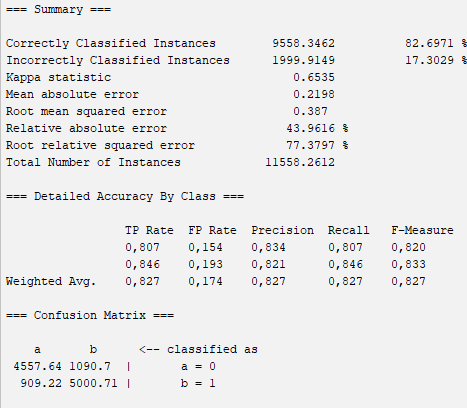 === Summary ===
Correctly Classified Instances 9558.3462 82.6971 %
Incorrectly Classified Instances 1999.9149 17.3029 %
Kappa statistic 0.6535
Mean absolute error 0.2198
Root mean squared error 0.387
Relative absolute error 43.9616 %
Root relative squared error 77.3797 %
Total Number of Instances 11558.2612
=== Detailed Accuracy By Class ===
TP Rate FP Rate Precision Recall F-Measure
0,807 0,154 0,834 0,807 0,820
0,846 0,193 0,821 0,846 0,833
Weighted Avg. 0,827 0,174 0,827 0,827 0,827
=== Confusion Matrix ===
a b <-- classified as
4557.64 1090.7 | a = 0
909.22 5000.71 | b = 1